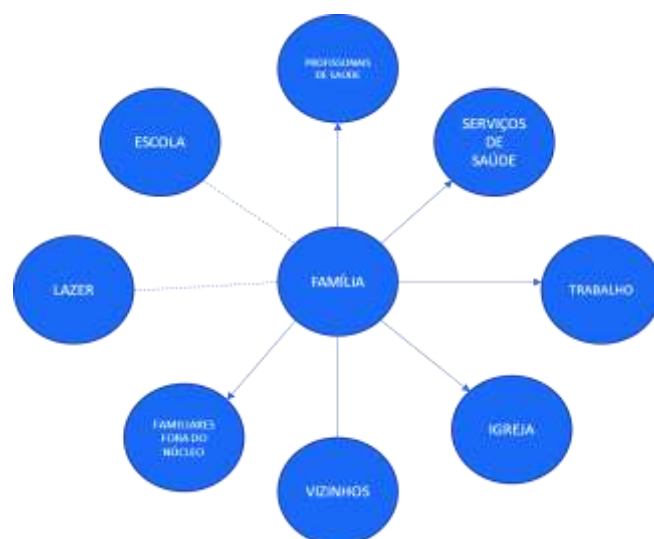 PROFISSIONAIS
DE SAÚDE
ESCOLA
SERVIÇOS
DE
SAÚDE
LAZER
FAMÍLIA
TRABALHO
FAMILIARES
FORA DO
NÚCLEO
IGREJA
VIZINHOS